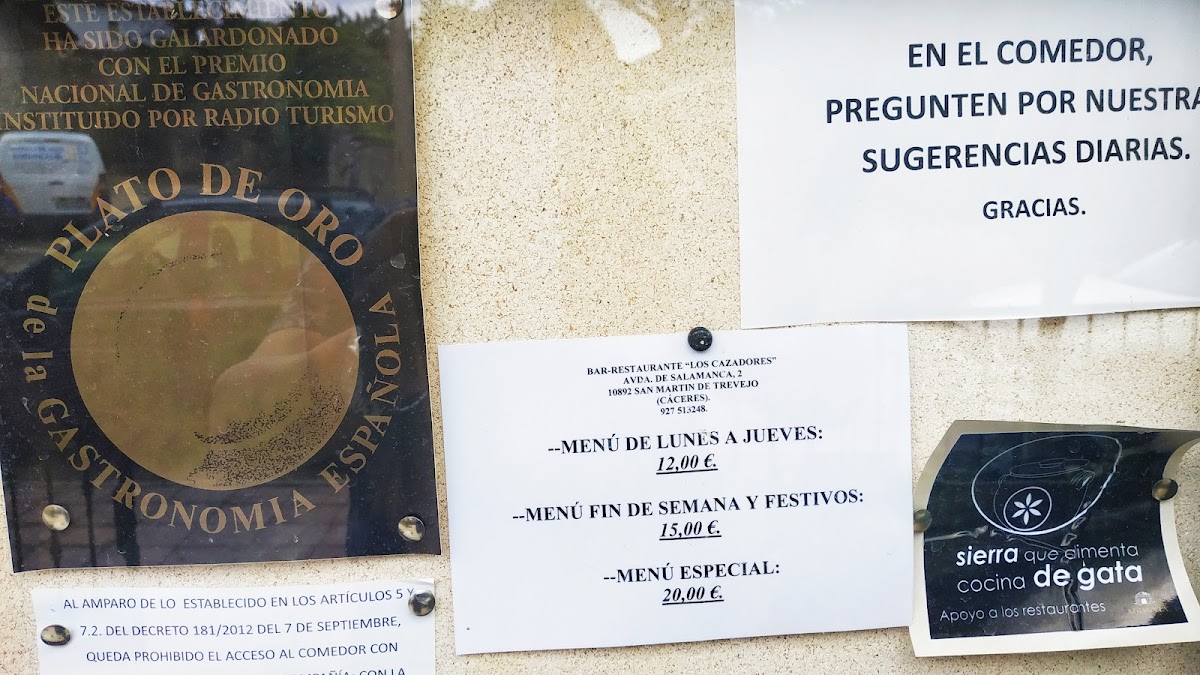 ESTE ESTABLECIMIENTO
HA SIDO GALARDONADO
CON EL PREMIO
NACIONAL DE GASTRONOMIA
INSTITUIDO POR RADIO TURISMO
PLATO DE ORO
de la GASTRONOMIA ESPAÑOLA
AL AMPARO DE LO ESTABLECIDO EN LOS ARTÍCULOS 5 Y
7.2. DEL DECRETO 181/2012 DEL 7 DE SEPTIEMBRE,
QUEDA PROHIBIDO EL ACCESO AL COMEDOR CON
CON LA
BAR-RESTAURANTE "LOS CAZADORES"
AVDA. DE SALAMANCA, 2
10892 SAN MARTIN DE TREVEJO
(CÁCERES).
927 513248.
--MENÚ DE LUNES A JUEVES:
12,00 €.
--MENÚ FIN DE SEMANA Y FESTIVOS:
15,00 €.
--MENÚ ESPECIAL:
20,00 €.
EN EL COMEDOR,
PREGUNTEN POR NUESTRA
SUGERENCIAS DIARIAS.
GRACIAS.
sierra que alimenta
cocina de gata
Apoyo a los restaurantes